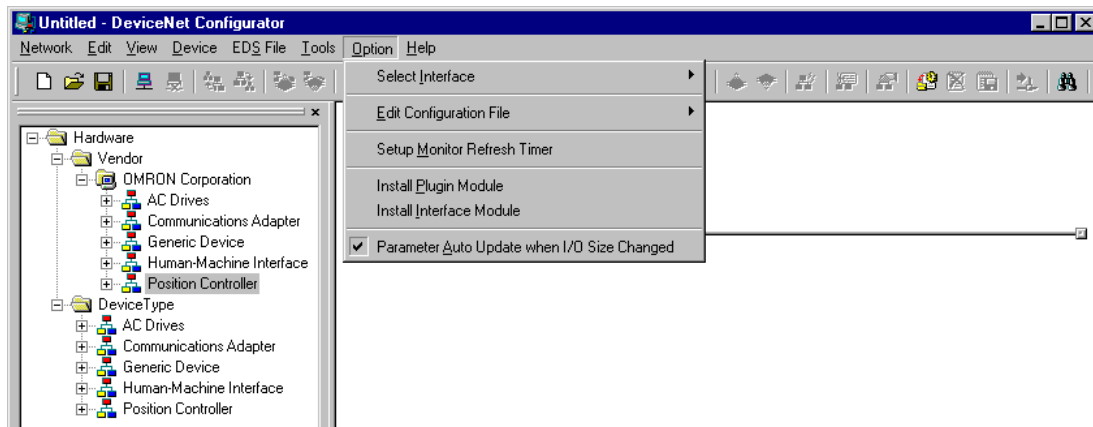 Untitled - DeviceNet Configurator
Network Edit View Device EDS File Tools Option Help
Select Interface
Edit Configuration File
Setup Monitor Refresh Timer
Install Plugin Module
Install Interface Module
Parameter Auto Update when I/O Size Changed
Hardware
Vendor
OMRON Corporation
AC Drives
Communications Adapter
Generic Device
Human-Machine Interface
Position Controller
DeviceType
AC Drives
Communications Adapter
Generic Device
Human-Machine Interface
Position Controller